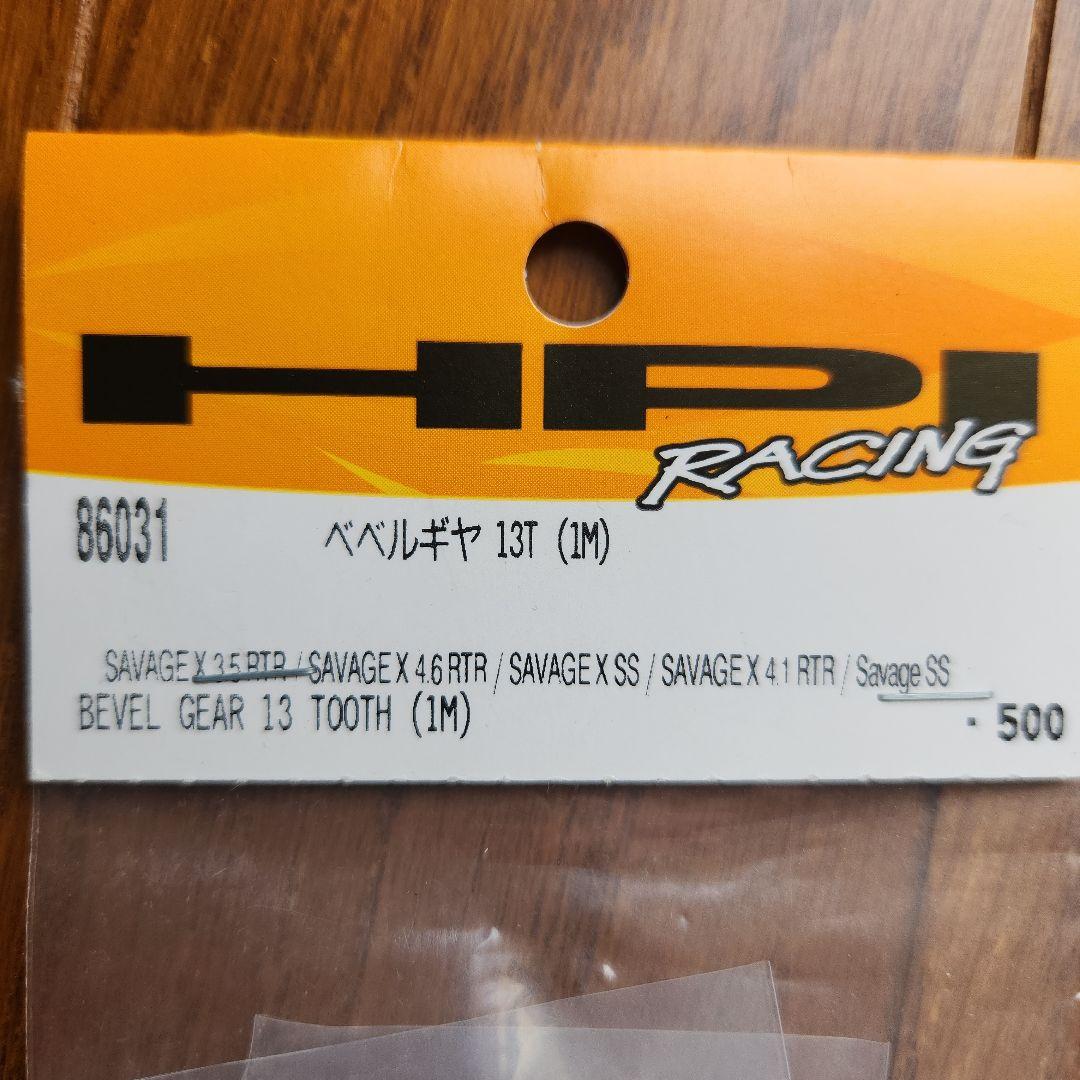 HPI
RACING
86031 ベベルギヤ 13T (1M)
SAVAGE X 3.5 RTR / SAVAGE X 4.6 RTR / SAVAGE X SS / SAVAGE X 4.1 RTR / Savage SS
BEVEL GEAR 13 TOOTH (1M)
・500